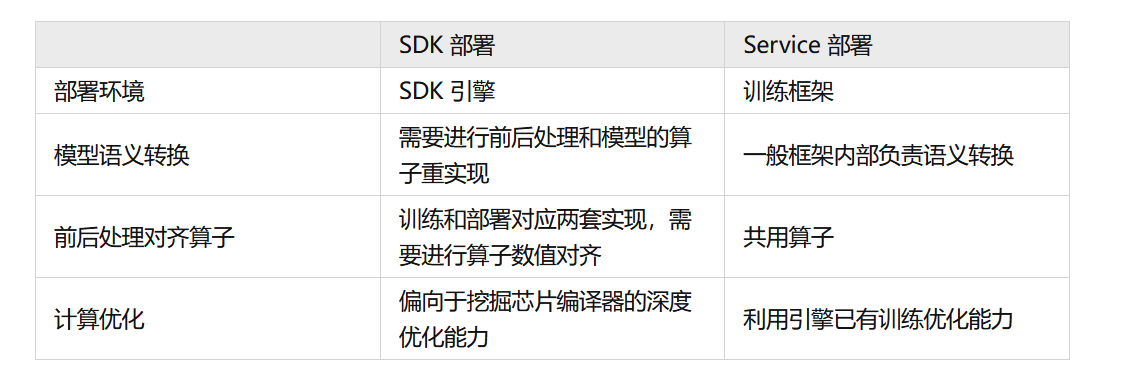 SDK 部署
Service 部署
部署环境
SDK 引擎
训练框架
模型语义转换
需要进行前后处理和模型的算
子重实现
一般框架内部负责语义转换
前后处理对齐算子
训练和部署对应两套实现，需
要进行算子数值对齐
共用算子
计算优化
偏向于挖掘芯片编译器的深度
优化能力
利用引擎已有训练优化能力